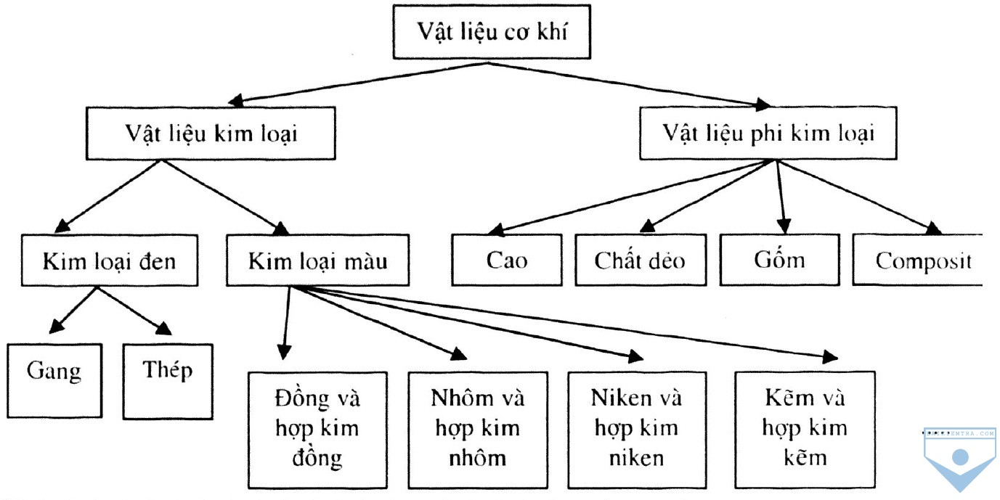 Vật liệu cơ khí
Vật liệu kim loại
Vật liệu phi kim loại
Kim loại đen
Kim loại màu
Cao
Chất dẻo
Gốm
Composit
Gang
Thép
Đồng và
hợp kim
đồng
Nhôm và
hợp kim
nhôm
Niken và
hợp kim
niken
Kẽm và
hợp kim
kẽm